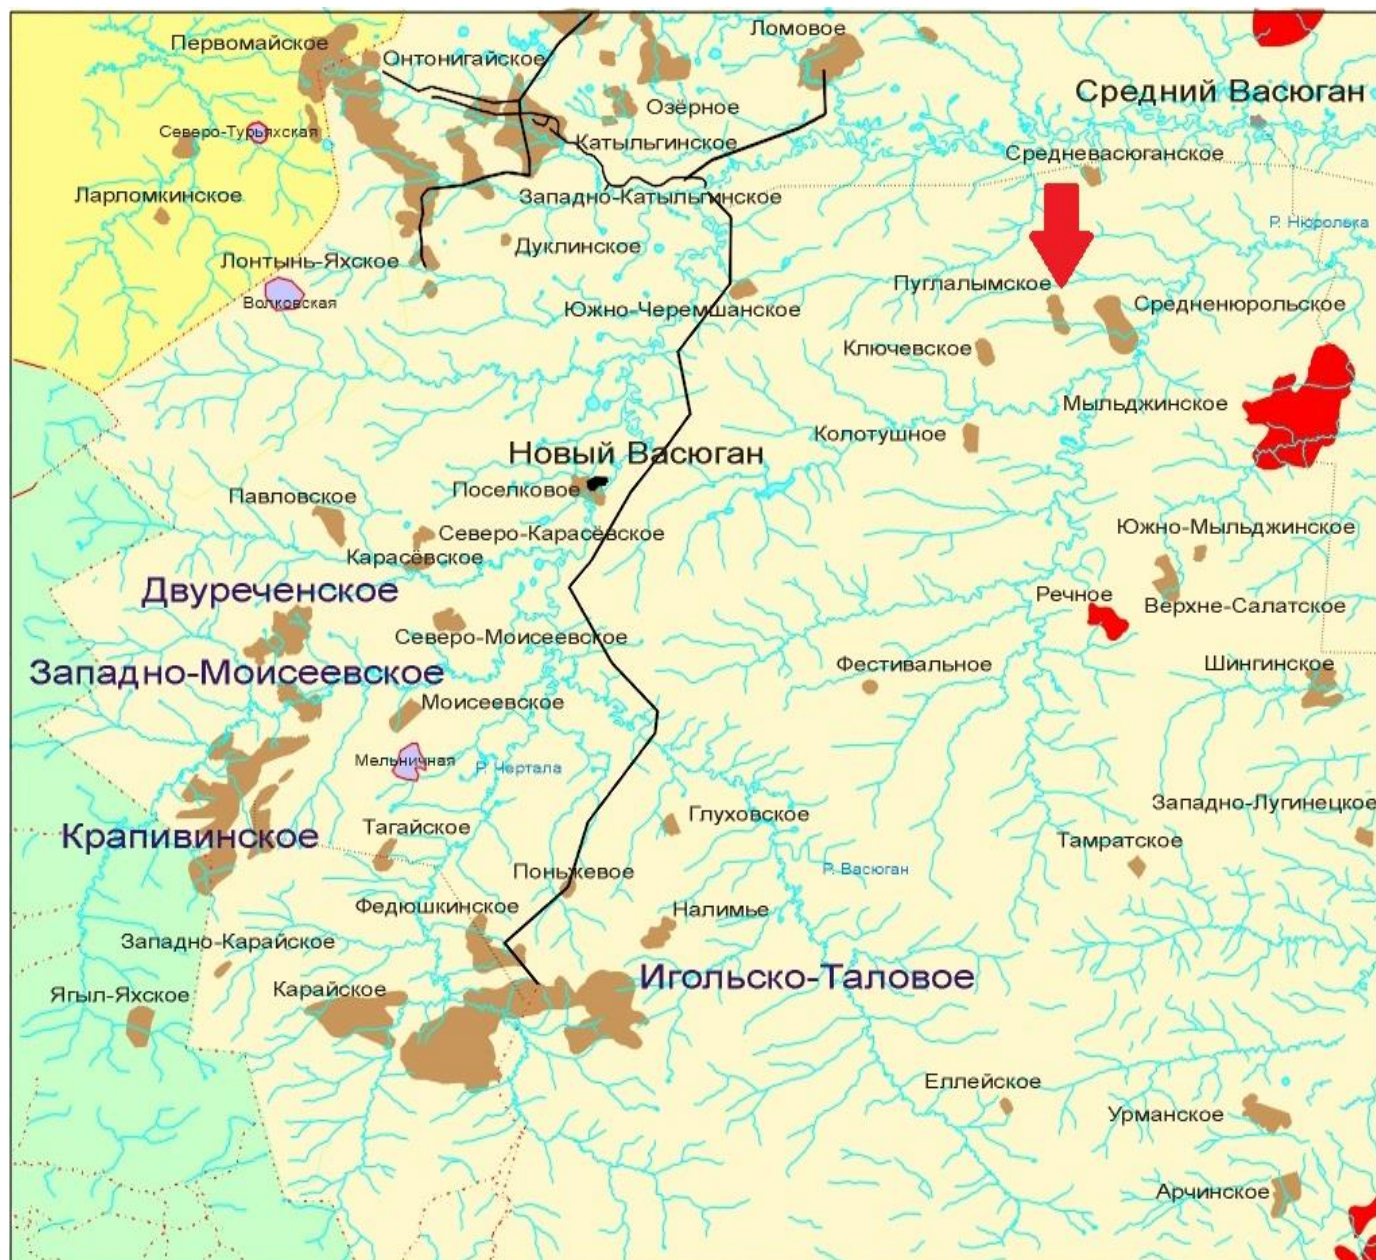 Ломовое
Первомайское
Онтонигайское
Средний Васюган
Озёрное
Северо-Турьяхская
Катыльгинское
Средневасюганское
Ларломкинское
Западно-Катыльгинское
Р. Нюролька
Дуклинское
Лонтынь-Яхское
Пуглалымское
Волковская
Южно-Черемшанское
Средненюрольское
Ключевское
Мыльджинское
Колотушное
Новый Васюган
Поселковое
Павловское
Южно-Мыльджинское
Северо-Карасёвское
Карасёвское
Двуреченское
Речное
Верхне-Салатское
Северо-Моисеевское
Фестивальное
Шингинское
Западно-Моисеевское
Моисеевское
Мельничная
Р. Чертала
Западно-Лугинецкое
Глуховское
Тагайское
Крапивинское
Тамратское
Поньжевое
Р. Васюган
Федюшкинское
Налимье
Западно-Карайское
Игольско-Таловое
Карайское
Ягыл-Яхское
Еллейское
Урманское
Арчинское